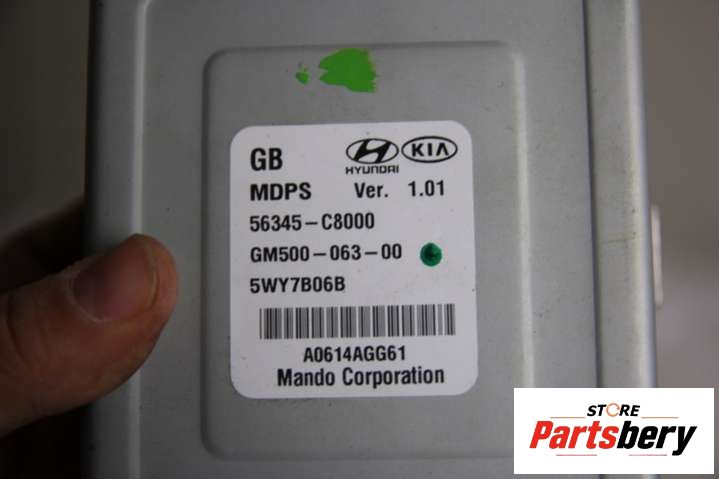 GB HYUNDAI KIA
MDPS Ver. 1.01
56345-C8000
GM500-063-00
5WY7B06B
A0614AGG61
Mando Corporation
STORE
Partsbery